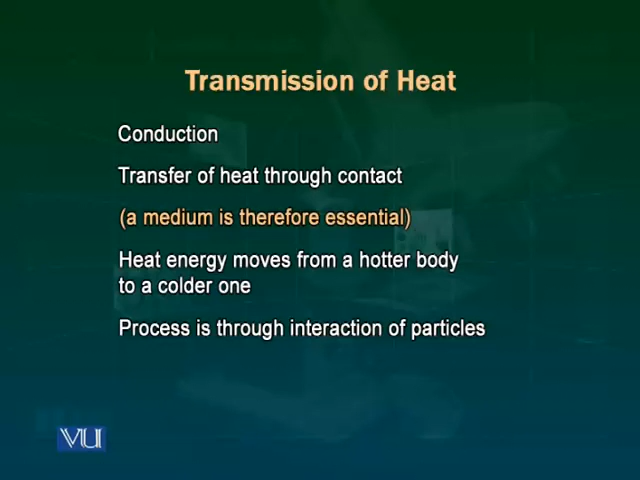 Transmission of Heat
Conduction
Transfer of heat through contact
(a medium is therefore essential)
Heat energy moves from a hotter body
to a colder one
Process is through interaction of particles
VU